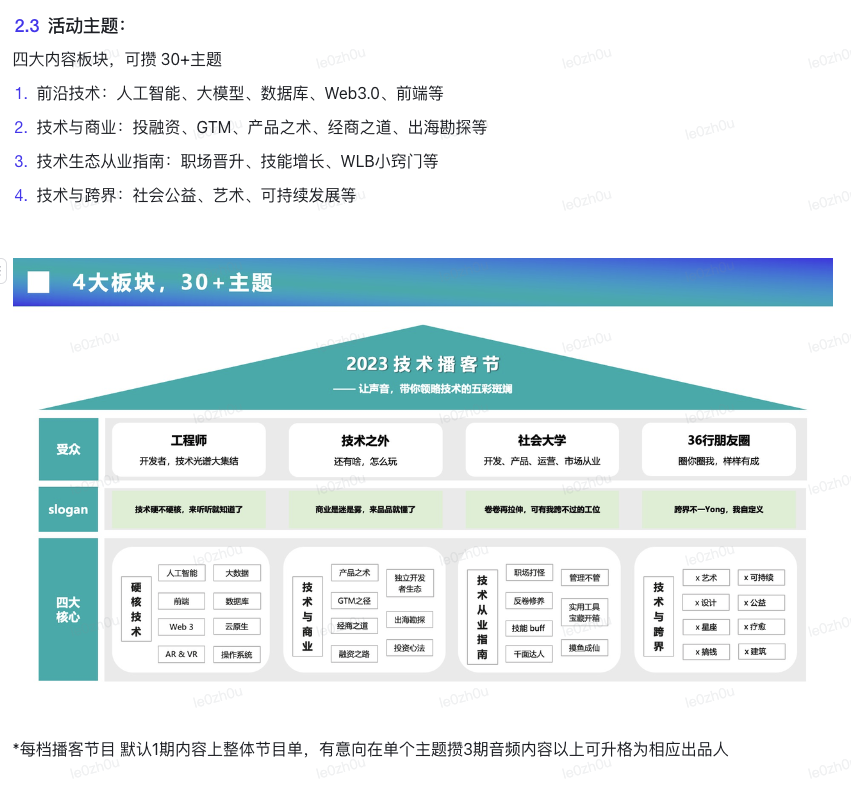 2.3 活动主题：
四大内容板块，可攒 30+主题
1. 前沿技术：人工智能、大模型、数据库、Web3.0、前端等
2. 技术与商业：投融资、GTM、产品之术、经商之道、出海勘探等
3. 技术生态从业指南：职场晋升、技能增长、WLB小窍门等
4. 技术与跨界：社会公益、艺术、可持续发展等
4大板块，30+主题
2023 技术播客节
—— 让声音，带你领略技术的五彩斑斓
受众
工程师
开发者，技术光谱大集结
技术之外
还有啥，怎么玩
社会大学
开发、产品、运营、市场从业
36行朋友圈
圈你圈我，样样有成
slogan
技术硬不硬核，来听听就知道了
商业是迷是雾，来品品就懂了
卷卷再拉伸，可有我跨不过的工位
跨界不一Yong，我自定义
四大
核心
硬核技术
人工智能
大数据
前端
数据库
Web 3
云原生
AR & VR
操作系统
技术与商业
产品之术
独立开发
者生态
GTM之径
经商之道
出海勘探
融资之路
投资心法
技术从业指南
职场打怪
管理不管
反卷修养
实用工具
宝藏开箱
技能 buff
千面达人
摸鱼成仙
技术与跨界
x 艺术
x 可持续
x 设计
x 公益
x 星座
x 疗愈
x 搞钱
x 建筑
*每档播客节目 默认1期内容上整体节目单，有意向在单个主题攒3期音频内容以上可升格为相应出品人
le0zh0u